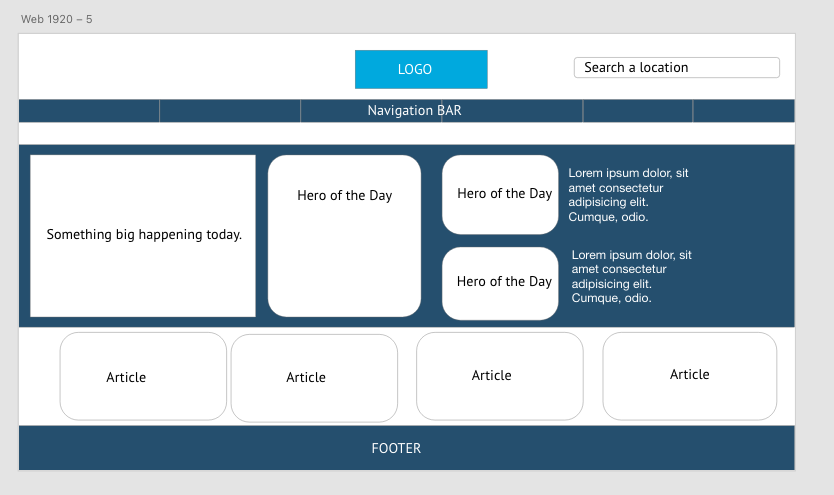 Web 1920 – 5
LOGO
Search a location
Navigation BAR
Something big happening today.
Hero of the Day
Hero of the Day
Lorem ipsum dolor, sit
amet consectetur
adipisicing elit.
Cumque, odio.
Hero of the Day
Lorem ipsum dolor, sit
amet consectetur
adipisicing elit.
Cumque, odio.
Article
Article
Article
Article
FOOTER